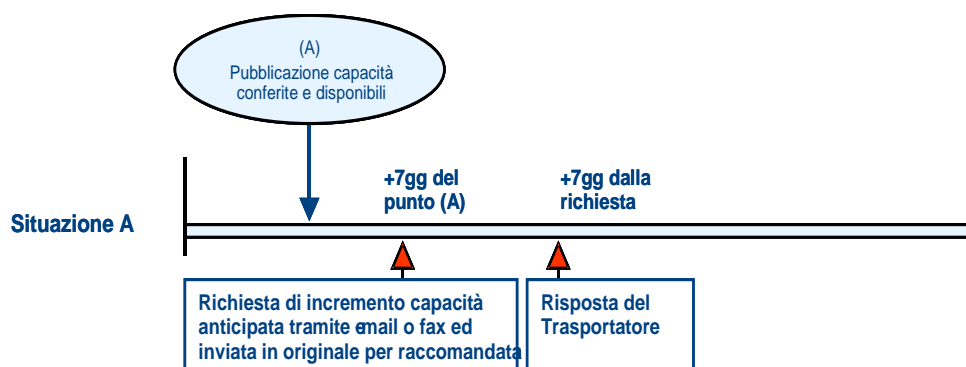 (A)
Pubblicazione capacità
conferite e disponibili
+7gg del
punto (A)
+7gg dalla
richiesta
Situazione A
Richiesta di incremento capacità
anticipata tramite email o fax ed
inviata in originale per raccomandata
Risposta del
Trasportatore